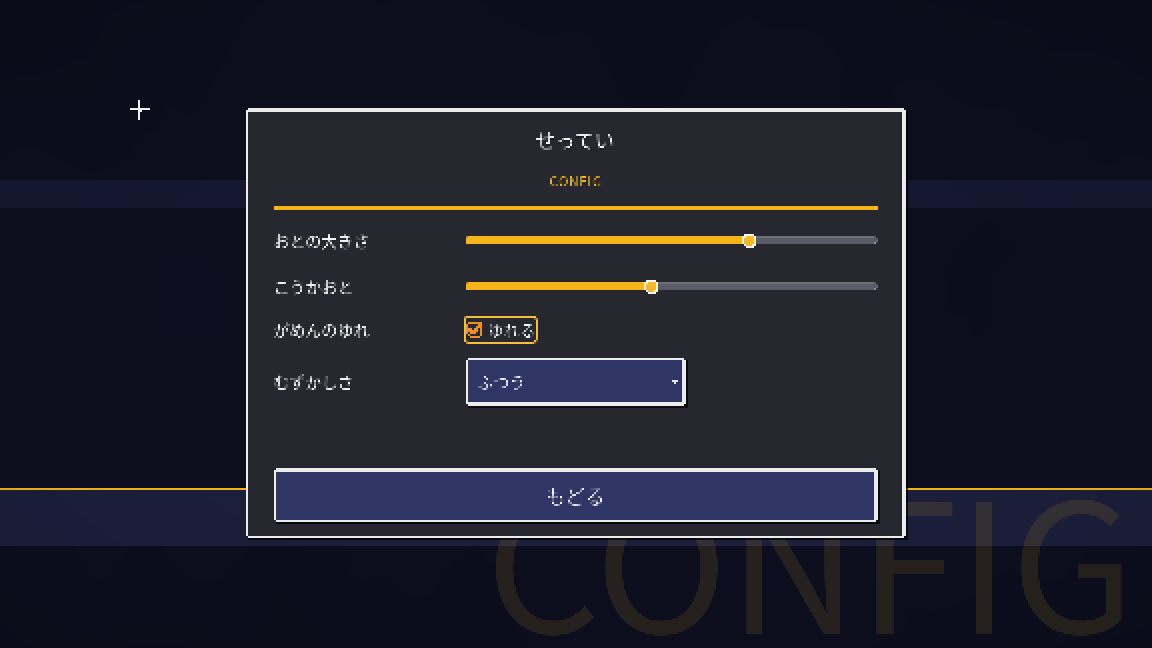 せってい
CONFIG
おとの大きさ
こうかおと
がめんのゆれ ゆれる
むずかしさ ふつう
もどる
CONFIG